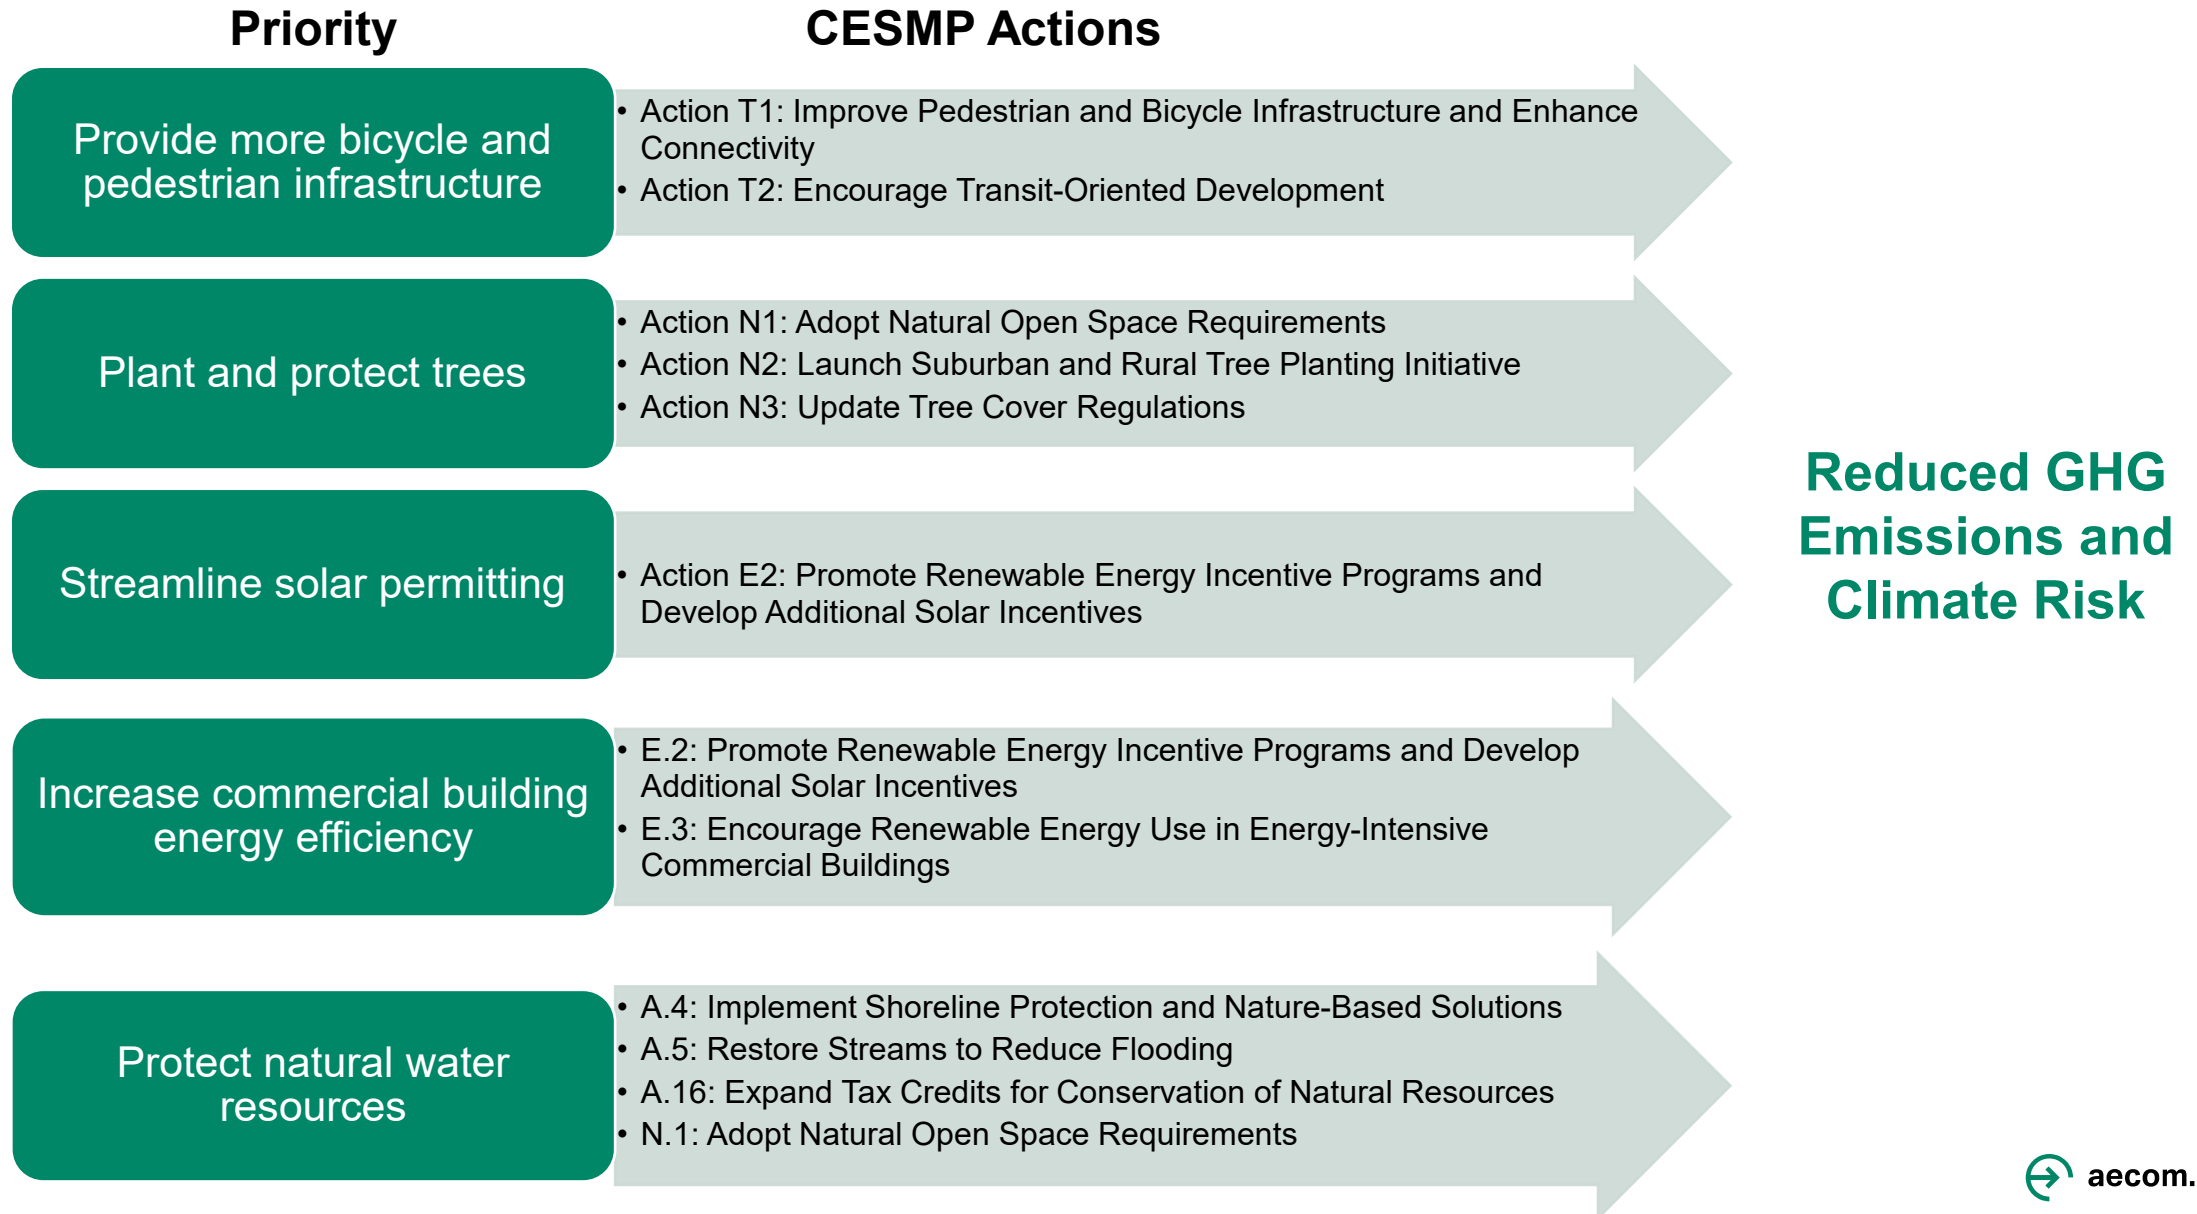 Priority
CESMP Actions
Provide more bicycle and
pedestrian infrastructure
• Action T1: Improve Pedestrian and Bicycle Infrastructure and Enhance
Connectivity
• Action T2: Encourage Transit-Oriented Development
Plant and protect trees
• Action N1: Adopt Natural Open Space Requirements
• Action N2: Launch Suburban and Rural Tree Planting Initiative
• Action N3: Update Tree Cover Regulations
Streamline solar permitting
• Action E2: Promote Renewable Energy Incentive Programs and
Develop Additional Solar Incentives
Increase commercial building
energy efficiency
• E.2: Promote Renewable Energy Incentive Programs and Develop
Additional Solar Incentives
• E.3: Encourage Renewable Energy Use in Energy-Intensive
Commercial Buildings
Protect natural water
resources
• A.4: Implement Shoreline Protection and Nature-Based Solutions
• A.5: Restore Streams to Reduce Flooding
• A.16: Expand Tax Credits for Conservation of Natural Resources
• N.1: Adopt Natural Open Space Requirements
Reduced GHG
Emissions and
Climate Risk
aecom.